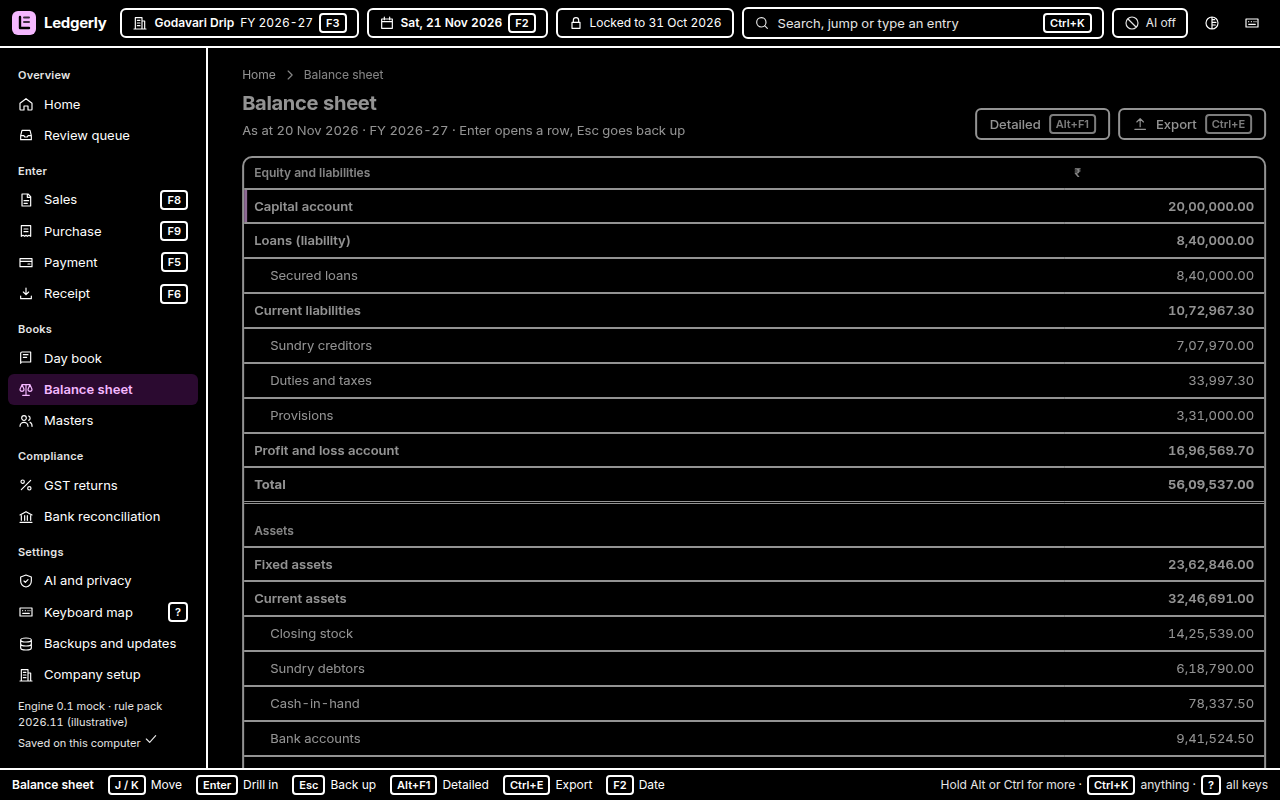 Ledgerly
Godavari Drip FY 2026-27 F3
Sat, 21 Nov 2026 F2
Locked to 31 Oct 2026
Search, jump or type an entry Ctrl+K
AI off
Overview
Home
Review queue
Enter
Sales F8
Purchase F9
Payment F5
Receipt F6
Books
Day book
Balance sheet
Masters
Compliance
GST returns
Bank reconciliation
Settings
AI and privacy
Keyboard map ?
Backups and updates
Company setup
Engine 0.1 mock · rule pack
2026.11 (illustrative)
Saved on this computer
Home > Balance sheet
Balance sheet
As at 20 Nov 2026 · FY 2026-27 · Enter opens a row, Esc goes back up
Detailed Alt+F1
Export Ctrl+E
Equity and liabilities ₹
Capital account 20,00,000.00
Loans (liability) 8,40,000.00
Secured loans 8,40,000.00
Current liabilities 10,72,967.30
Sundry creditors 7,07,970.00
Duties and taxes 33,997.30
Provisions 3,31,000.00
Profit and loss account 16,96,569.70
Total 56,09,537.00
Assets
Fixed assets 23,62,846.00
Current assets 32,46,691.00
Closing stock 14,25,539.00
Sundry debtors 6,18,790.00
Cash-in-hand 78,337.50
Bank accounts 9,41,524.50
Balance sheet J / K Move Enter Drill in Esc Back up Alt+F1 Detailed Ctrl+E Export F2 Date Hold Alt or Ctrl for more · Ctrl+K anything · ? all keys